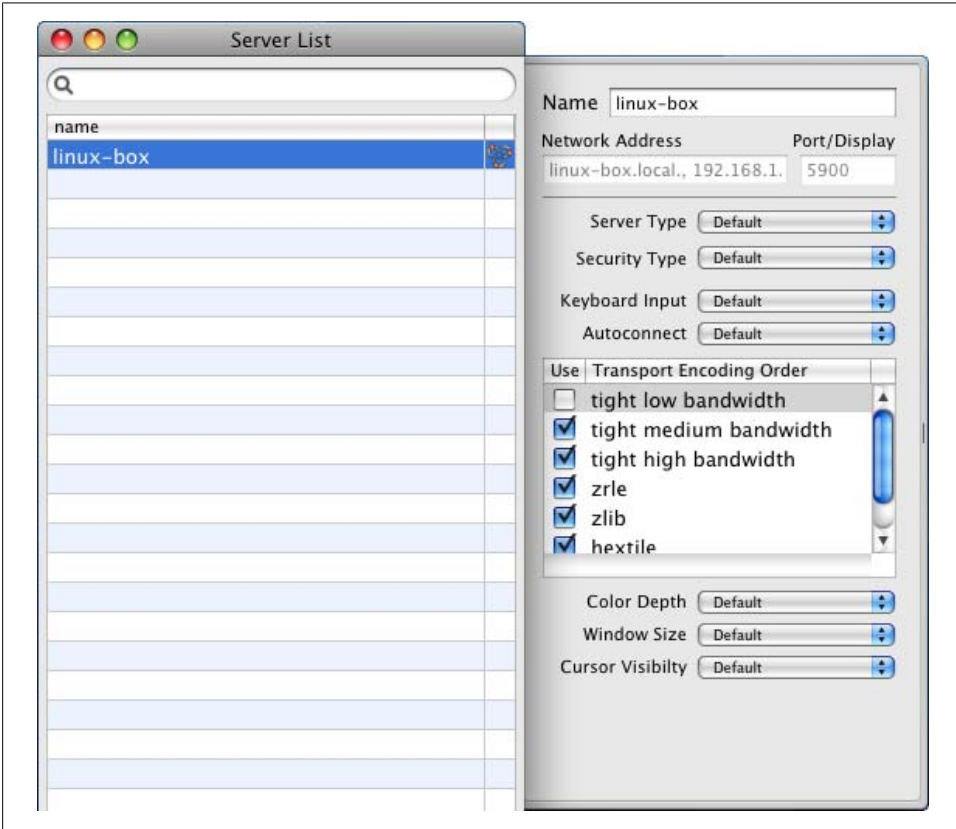 Server List
name
linux-box
Name linux-box
Network Address Port/Display
linux-box.local., 192.168.1. 5900
Server Type Default
Security Type Default
Keyboard Input Default
Autoconnect Default
Use Transport Encoding Order
tight low bandwidth
tight medium bandwidth
tight high bandwidth
zrle
zlib
hextile
Color Depth Default
Window Size Default
Cursor Visibilty Default